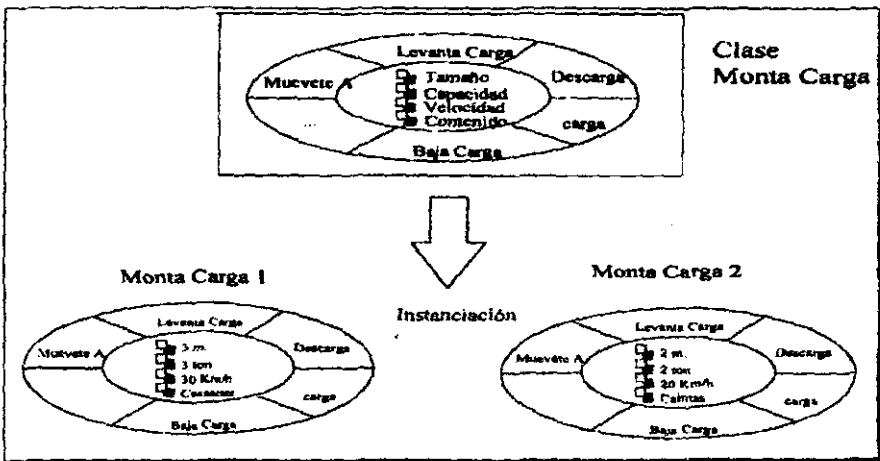 Clase
Monta Carga
Levanta Carga
Muevete A
Descarga
Tamaño
Capacidad
Velocidad
Contenido
...
carga
Baja Carga
Monta Carga 1
Monta Carga 2
Instanciación
Levanta Carga
Muevete A
Descarga
3 m.
3 ton
30 Km/h
carga
Baja Carga
Levanta Carga
Muevete A
Descarga
2 m.
2 ton
20 Km/h
carga
Baja Carga